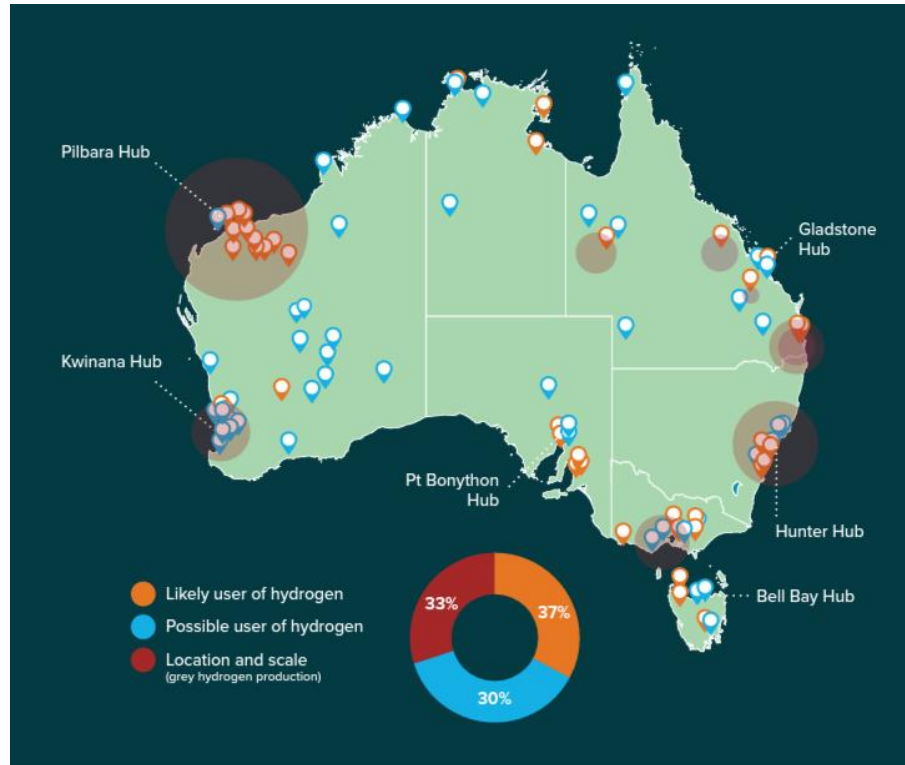 Pilbara Hub
Gladstone
Hub
Kwinana Hub
Pt Bonython
Hub
Hunter Hub
Bell Bay Hub
Likely user of hydrogen
Possible user of hydrogen
Location and scale
(grey hydrogen production)
33%
37%
30%